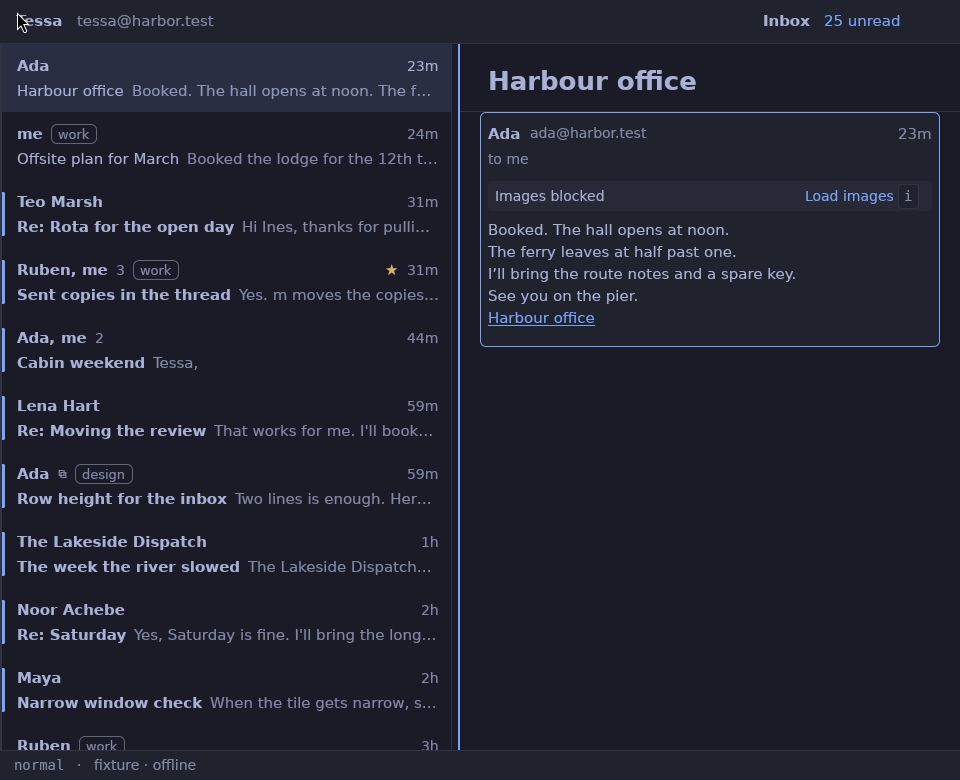 Tessa tessa@harbor.test Inbox 25 unread
Ada 23m
Harbour office Booked. The hall opens at noon. The f…
me work 24m
Offsite plan for March Booked the lodge for the 12th t…
Teo Marsh 31m
Re: Rota for the open day Hi Ines, thanks for pulli…
Ruben, me 3 work ★ 31m
Sent copies in the thread Yes. m moves the copies…
Ada, me 2 44m
Cabin weekend Tessa,
Lena Hart 59m
Re: Moving the review That works for me. I'll book…
Ada design 59m
Row height for the inbox Two lines is enough. Her…
The Lakeside Dispatch 1h
The week the river slowed The Lakeside Dispatch…
Noor Achebe 2h
Re: Saturday Yes, Saturday is fine. I'll bring the long…
Maya 2h
Narrow window check When the tile gets narrow, s…
Ruben work 3h
Harbour office
Ada ada@harbor.test 23m
to me
Images blocked Load images i
Booked. The hall opens at noon.
The ferry leaves at half past one.
I’ll bring the route notes and a spare key.
See you on the pier.
Harbour office
normal · fixture · offline